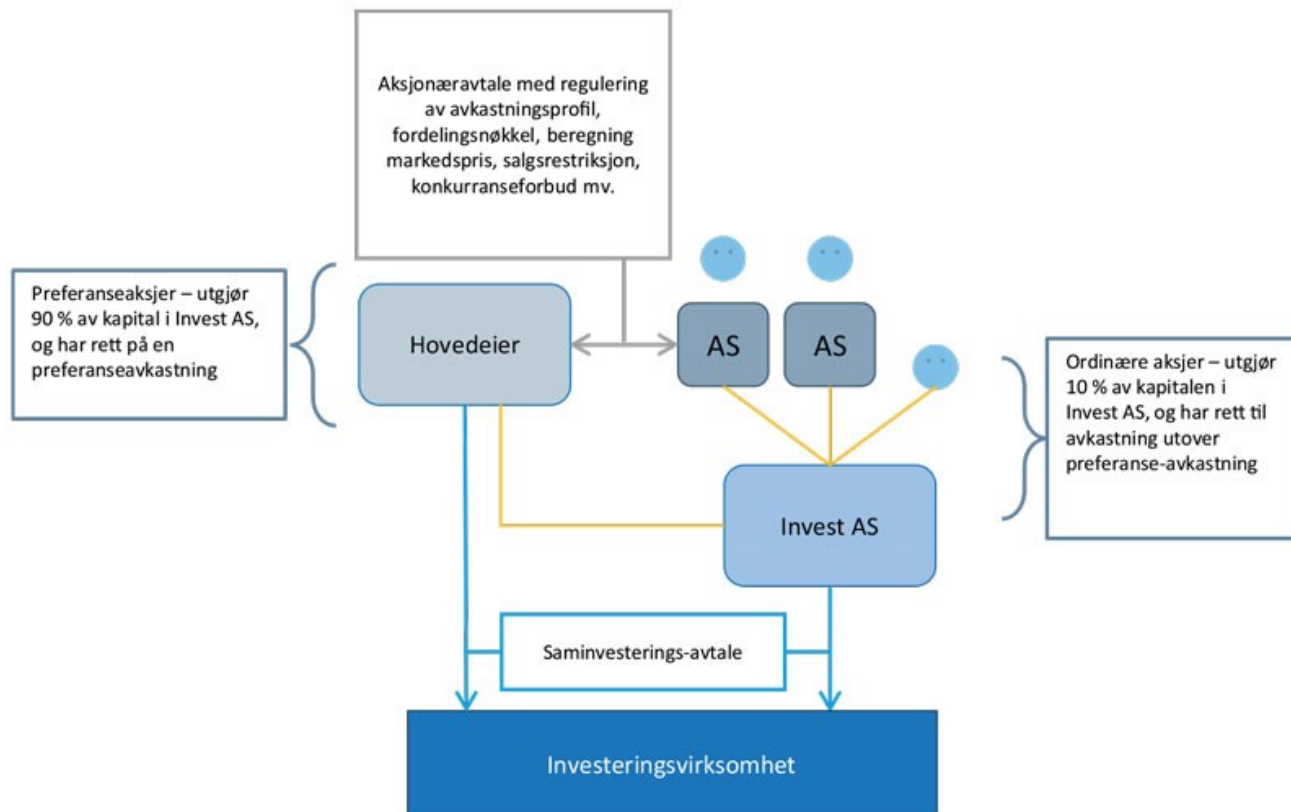 Aksjonæravtale med regulering
av avkastningsprofil,
fordelingsnøkkel, beregning
markedspris, salgsrestriksjon,
konkurranseforbud mv.
Preferanseaksjer – utgjør
90 % av kapital i Invest AS,
og har rett på en
preferanseavkastning
Hovedeier
AS
AS
Ordinære aksjer – utgjør
10 % av kapitalen i
Invest AS, og har rett til
avkastning utover
preferanse-avkastning
Invest AS
Saminvesterings-avtale
Investeringsvirksomhet